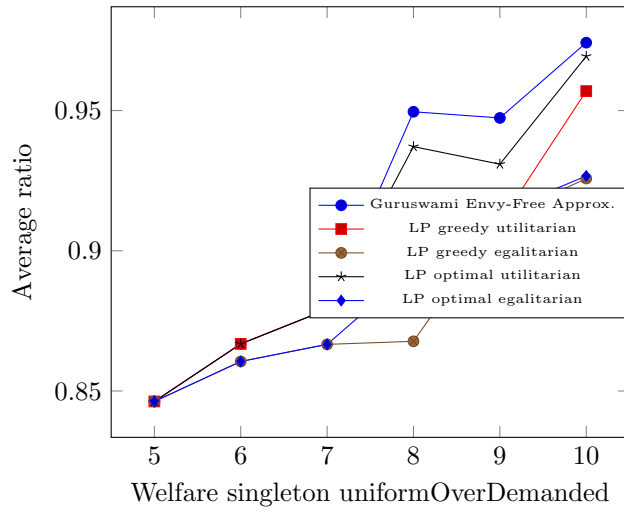 0.95
0.9
0.85
Average ratio
Guruswami Envy-Free Approx.
LP greedy utilitarian
LP greedy egalitarian
LP optimal utilitarian
LP optimal egalitarian
5 6 7 8 9 10
Welfare singleton uniformOverDemanded